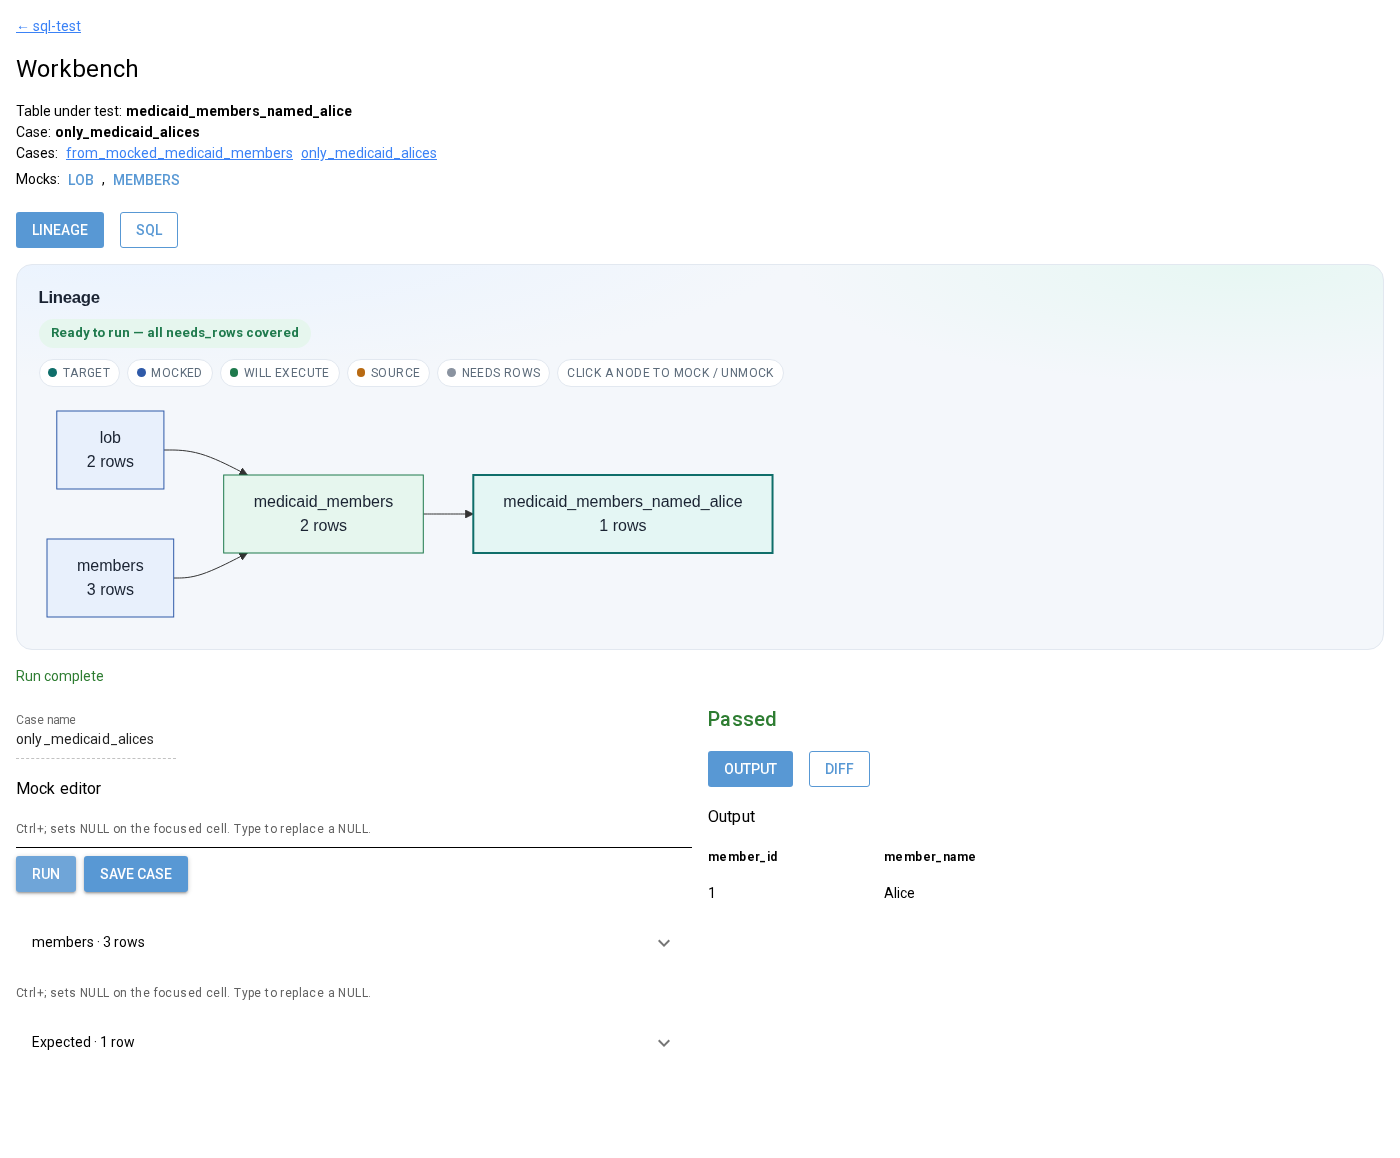 ← sql-test
Workbench
Table under test: medicaid_members_named_alice
Case: only_medicaid_alices
Cases: from_mocked_medicaid_members only_medicaid_alices
Mocks: LOB , MEMBERS
LINEAGE SQL
Lineage
Ready to run — all needs_rows covered
TARGET MOCKED WILL EXECUTE SOURCE NEEDS ROWS CLICK A NODE TO MOCK / UNMOCK
lob
2 rows
medicaid_members
2 rows
medicaid_members_named_alice
1 rows
members
3 rows
Run complete
Case name
only_medicaid_alices
Mock editor
Ctrl+; sets NULL on the focused cell. Type to replace a NULL.
RUN SAVE CASE
members · 3 rows
Ctrl+; sets NULL on the focused cell. Type to replace a NULL.
Expected · 1 row
Passed
OUTPUT DIFF
Output
member_id member_name
1 Alice